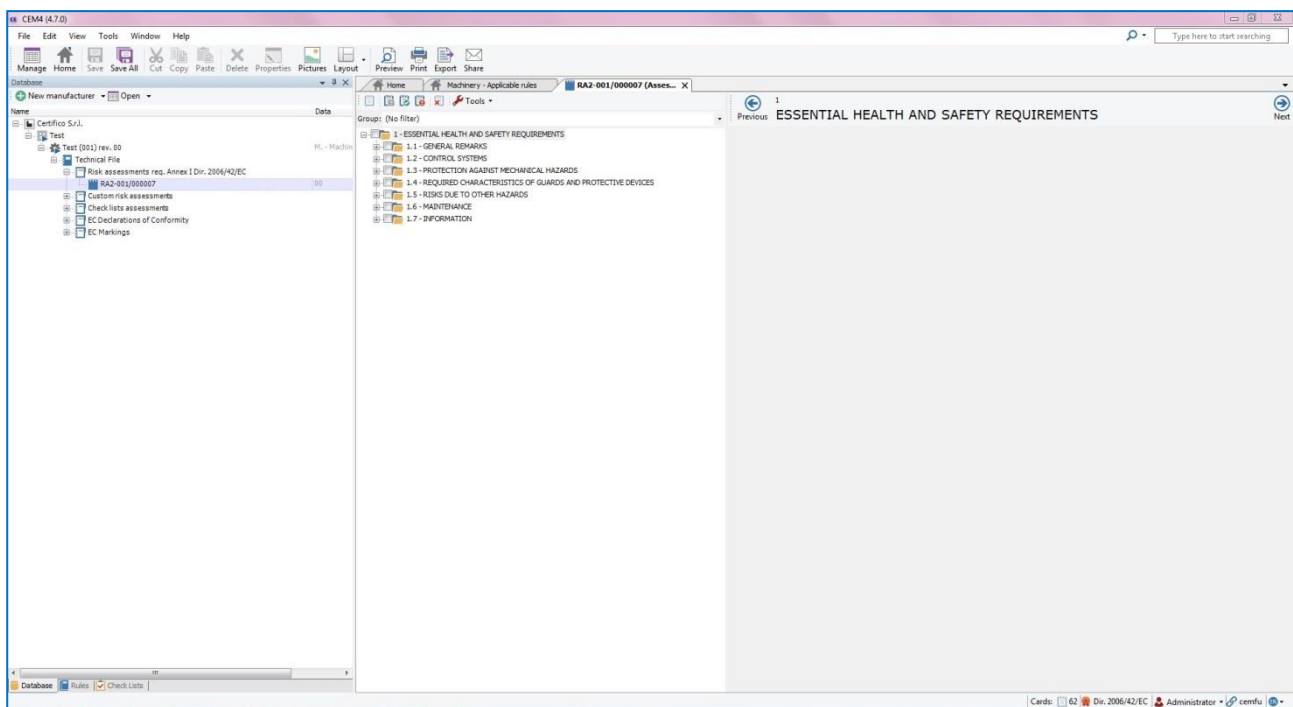 CEM4 (4.7.0)
File Edit View Tools Window Help
Type here to start searching
Manage Home Save Save All Cut Copy Paste Delete Properties Pictures Layout Preview Print Export Share
Database
New manufacturer Open
Name Data
Certifico S.r.l.
Test
Test (001) rev. 00 M. - Machin
Technical File
Risk assessments req. Annex I Dir. 2006/42/EC
RA2-001/000007 00
Custom risk assessments
Check lists assessments
EC Declarations of Conformity
EC Markings
Database Rules Check Lists
Home Machinery - Applicable rules RA2-001/000007 (Asses... X
Tools
Group: (No filter)
1 - ESSENTIAL HEALTH AND SAFETY REQUIREMENTS
1.1 - GENERAL REMARKS
1.2 - CONTROL SYSTEMS
1.3 - PROTECTION AGAINST MECHANICAL HAZARDS
1.4 - REQUIRED CHARACTERISTICS OF GUARDS AND PROTECTIVE DEVICES
1.5 - RISKS DUE TO OTHER HAZARDS
1.6 - MAINTENANCE
1.7 - INFORMATION
1
Previous ESSENTIAL HEALTH AND SAFETY REQUIREMENTS Next
Cards: 62 Dir. 2006/42/EC Administrator cemfu